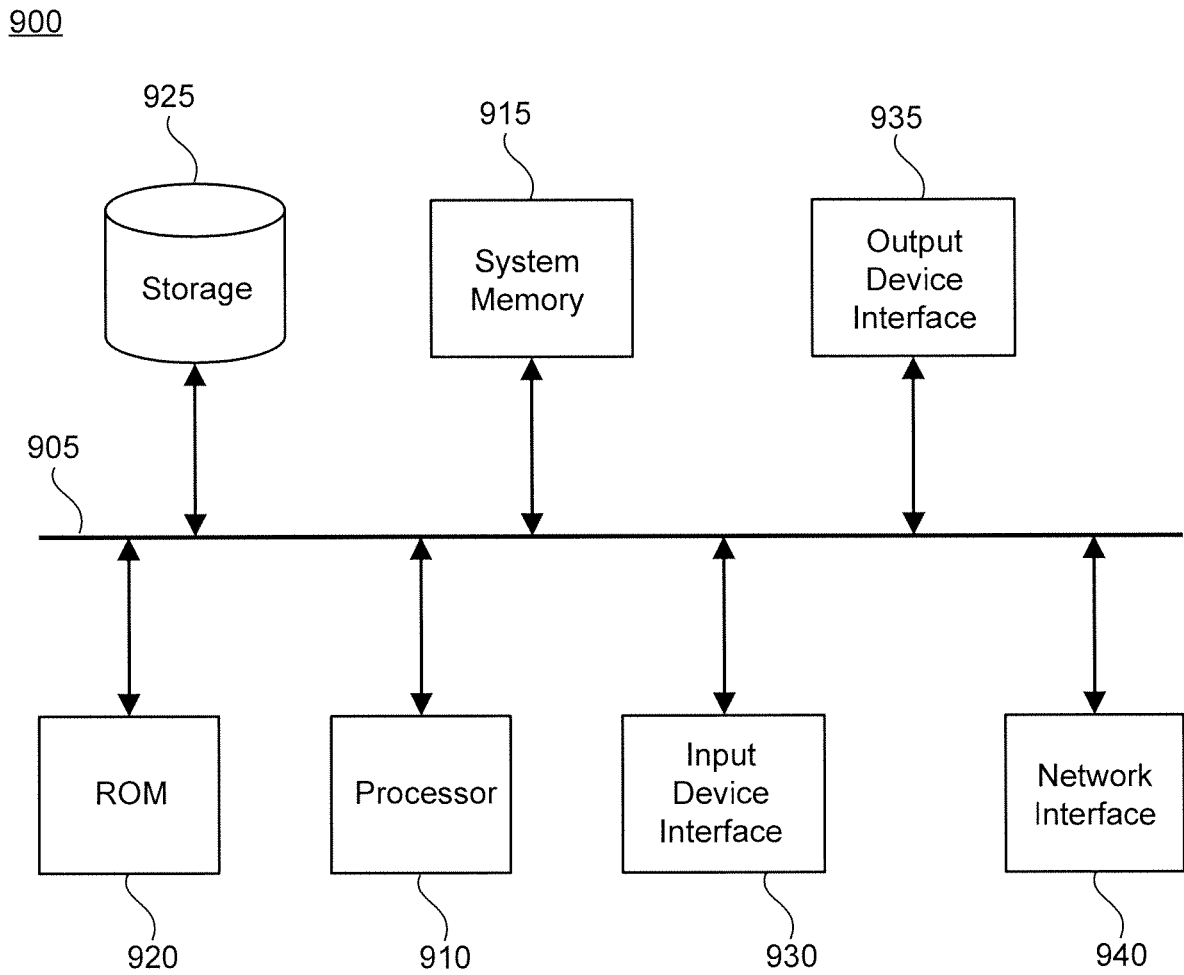 900
925
915
935
Storage
System
Memory
Output
Device
Interface
905
ROM
Processor
Input
Device
Interface
Network
Interface
920
910
930
940